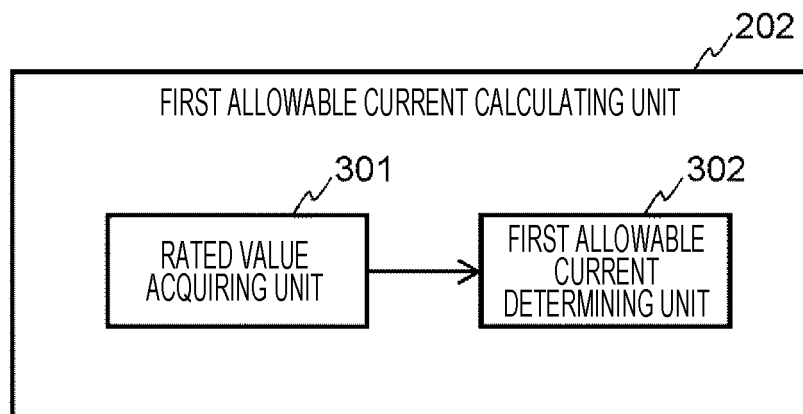 202
FIRST ALLOWABLE CURRENT CALCULATING UNIT
301
RATED VALUE
ACQUIRING UNIT
302
FIRST ALLOWABLE
CURRENT
DETERMINING UNIT